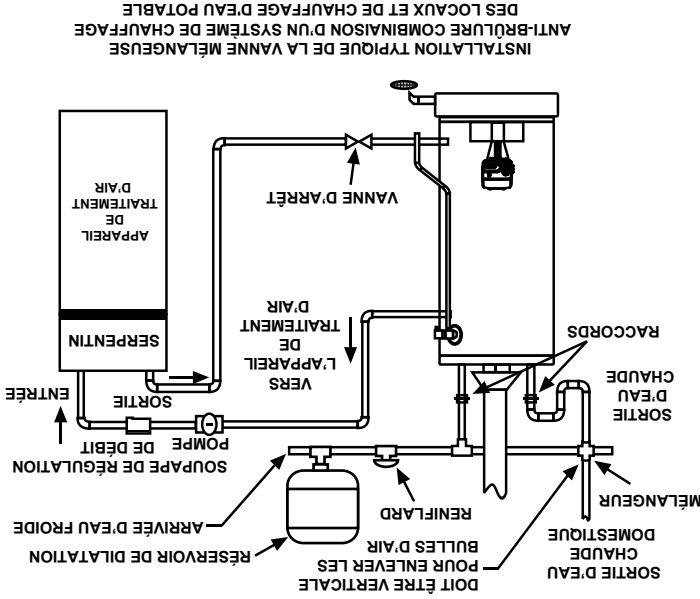 SORTIE D'EAU
CHAUDE
DOMESTIQUE
DOIT ÊTRE VERTICALE
POUR ENLEVER LES
BULLES D'AIR
RÉSERVOIR DE DILATATION
MÉLANGEUR
RENIFLARD
ARRIVÉE D'EAU FROIDE
SOUPAPE DE RÉGULATION
DE DÉBIT
POMPE
SORTIE
D'EAU
CHAUDE
RACCORDS
VERS
L'APPAREIL
DE
TRAITEMENT
D'AIR
SORTIE
ENTRÉE
SERPENTIN
VANNE D'ARRÊT
APPAREIL
DE
TRAITEMENT
D'AIR
INSTALLATION TYPIQUE DE LA VANNE MÉLANGEUSE
ANTI-BRÛLURE COMBINAISON D'UN SYSTÈME DE CHAUFFAGE
DES LOCAUX ET DE CHAUFFAGE D'EAU POTABLE